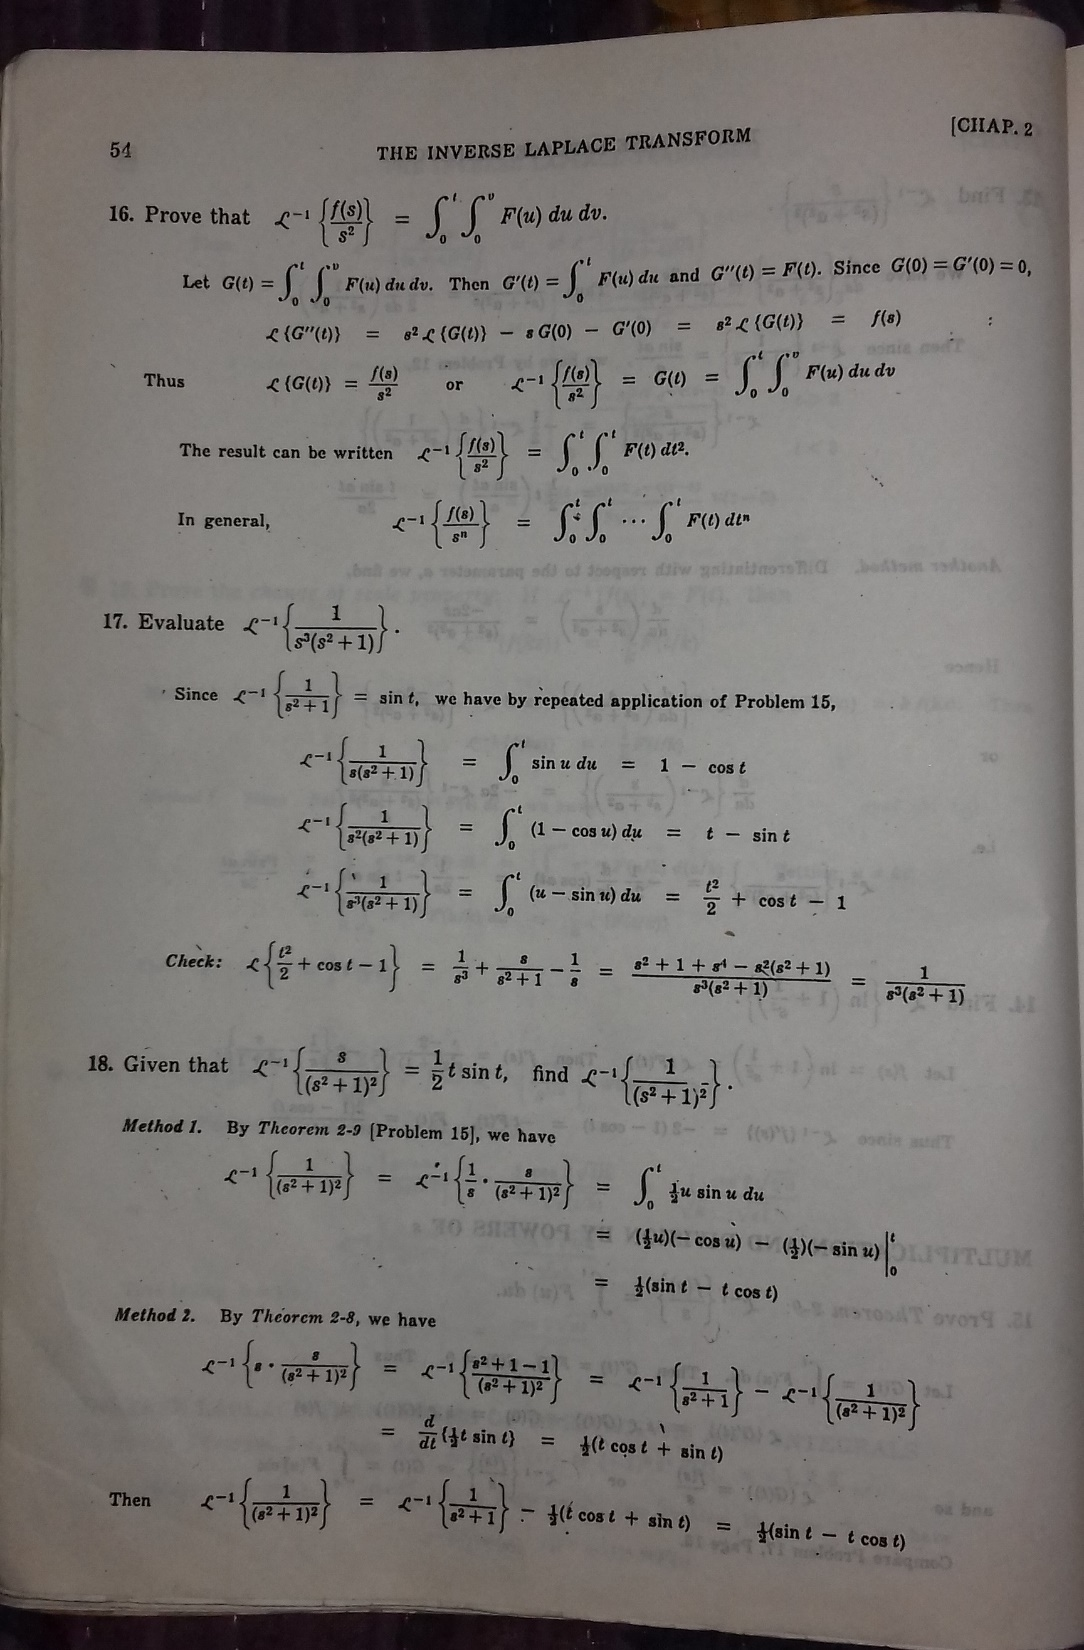 54 THE INVERSE LAPLACE TRANSFORM [CHAP. 2
16. Prove that ℒ⁻¹ {f(s)/s²} = ∫₀ᵗ ∫₀ᵛ F(u) du dv.
Let G(t) = ∫₀ᵗ ∫₀ᵛ F(u) du dv. Then G′(t) = ∫₀ᵗ F(u) du and G″(t) = F(t). Since G(0) = G′(0) = 0,
ℒ {G″(t)} = s² ℒ {G(t)} − s G(0) − G′(0) = s² ℒ {G(t)} = f(s)
Thus ℒ {G(t)} = f(s)/s² or ℒ⁻¹ {f(s)/s²} = G(t) = ∫₀ᵗ ∫₀ᵛ F(u) du dv
The result can be written ℒ⁻¹ {f(s)/s²} = ∫₀ᵗ ∫₀ᵗ F(t) dt².
In general, ℒ⁻¹ {f(s)/sⁿ} = ∫₀ᵗ ∫₀ᵗ ⋯ ∫₀ᵗ F(t) dtⁿ
17. Evaluate ℒ⁻¹ {1/(s³(s² + 1))}.
Since ℒ⁻¹ {1/(s² + 1)} = sin t, we have by repeated application of Problem 15,
ℒ⁻¹ {1/(s(s² + 1))} = ∫₀ᵗ sin u du = 1 − cos t
ℒ⁻¹ {1/(s²(s² + 1))} = ∫₀ᵗ (1 − cos u) du = t − sin t
ℒ⁻¹ {1/(s³(s² + 1))} = ∫₀ᵗ (u − sin u) du = t²/2 + cos t − 1
Check: ℒ {t²/2 + cos t − 1} = 1/s³ + s/(s² + 1) − 1/s = (s² + 1 + s⁴ − s²(s² + 1))/(s³(s² + 1)) = 1/(s³(s² + 1))
18. Given that ℒ⁻¹ {s/(s² + 1)²} = 1/2 t sin t, find ℒ⁻¹ {1/(s² + 1)²}.
Method 1. By Theorem 2-9 [Problem 15], we have
ℒ⁻¹ {1/(s² + 1)²} = ℒ⁻¹ {1/s · s/(s² + 1)²} = ∫₀ᵗ ½u sin u du
= (½u)(− cos u) − (½)(− sin u) |₀ᵗ
= ½(sin t − t cos t)
Method 2. By Theorem 2-8, we have
ℒ⁻¹ {s · s/(s² + 1)²} = ℒ⁻¹ {(s² + 1 − 1)/(s² + 1)²} = ℒ⁻¹ {1/(s² + 1)} − ℒ⁻¹ {1/(s² + 1)²}
= d/dt {½t sin t} = ½(t cos t + sin t)
Then ℒ⁻¹ {1/(s² + 1)²} = ℒ⁻¹ {1/(s² + 1)} − ½(t cos t + sin t) = ½(sin t − t cos t)